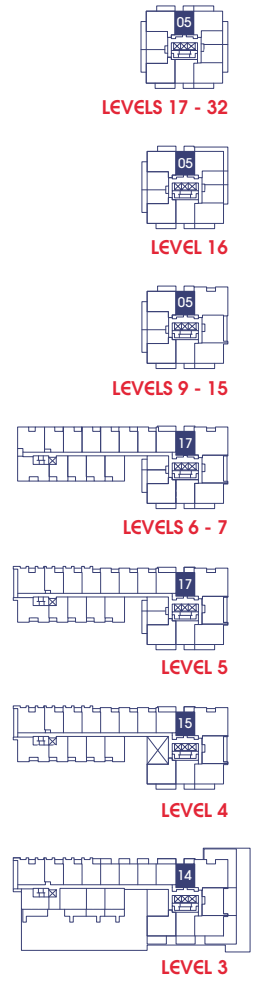 05
LEVELS 17 - 32
05
LEVEL 16
05
LEVELS 9 - 15
17
LEVELS 6 - 7
17
LEVEL 5
15
LEVEL 4
14
LEVEL 3